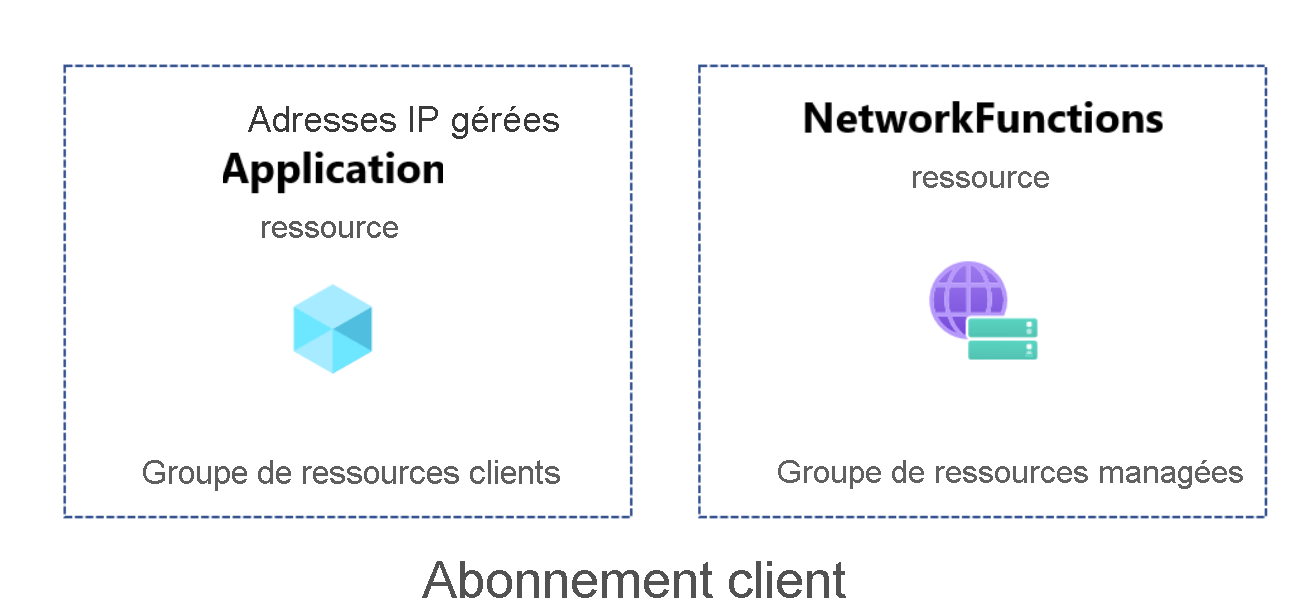 Adresses IP gérées
Application
ressource
Groupe de ressources clients
NetworkFunctions
ressource
Groupe de ressources managées
Abonnement client